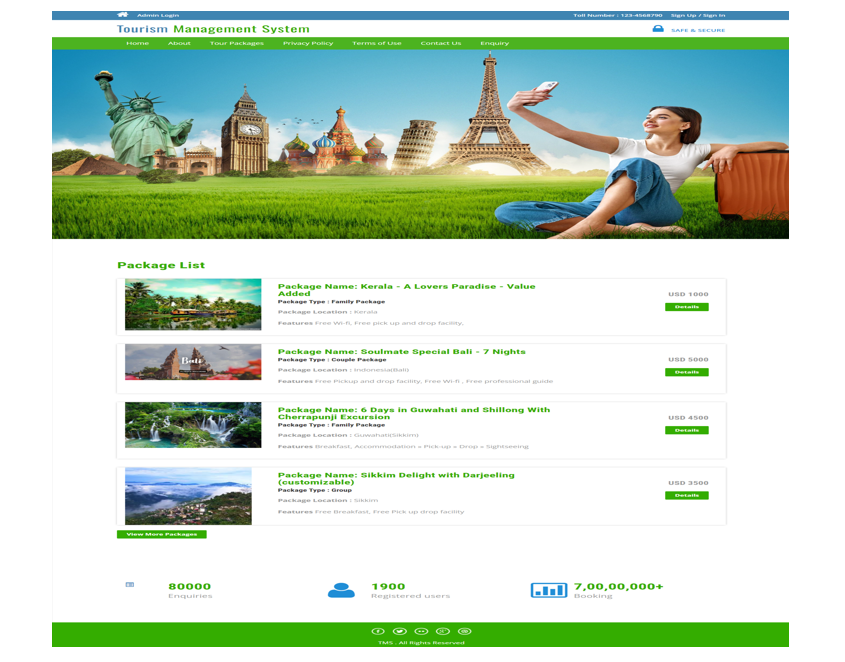 Admin Login
Toll Number : 123-4568790 Sign Up / Sign In
Tourism Management System
SAFE & SECURE
Home About Tour Packages Privacy Policy Terms of Use Contact Us Enquiry
Package List
Package Name: Kerala - A Lovers Paradise - Value
Added
Package Type : Family Package
Package Location : Kerala
Features Free Wi-fi, Free pick up and drop facility,
USD 1000
Details
Bali
Package Name: Soulmate Special Bali - 7 Nights
Package Type : Couple Package
Package Location : Indonesia(Bali)
Features Free Pickup and drop facility, Free Wi-fi , Free professional guide
USD 5000
Details
Package Name: 6 Days in Guwahati and Shillong With
Cherrapunji Excursion
Package Type : Family Package
Package Location : Guwahati(Sikkim)
Features Breakfast, Accommodation » Pick-up » Drop » Sightseeing
USD 4500
Details
Package Name: Sikkim Delight with Darjeeling
(customizable)
Package Type : Group
Package Location : Sikkim
Features Free Breakfast, Free Pick up drop facility
USD 3500
Details
View More Packages
80000
Enquiries
1900
Registered users
7,00,00,000+
Booking
TMS . All Rights Reserved